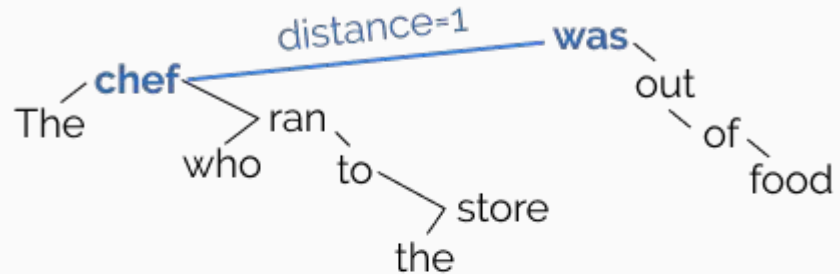 distance=1
was
chef
out
The
ran
of
who
to
food
store
the